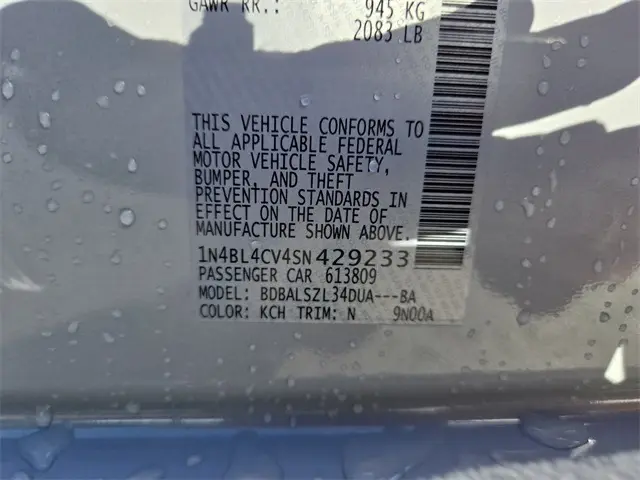 GAWR RR.: 945 KG
2083 LB
THIS VEHICLE CONFORMS TO
ALL APPLICABLE FEDERAL
MOTOR VEHICLE SAFETY,
BUMPER, AND THEFT
PREVENTION STANDARDS IN
EFFECT ON THE DATE OF
MANUFACTURE SHOWN ABOVE.
1N4BL4CV4SN429233
PASSENGER CAR 613809
MODEL: BDBALSZL34DUA---BA
COLOR: KCH TRIM: N 9N00A